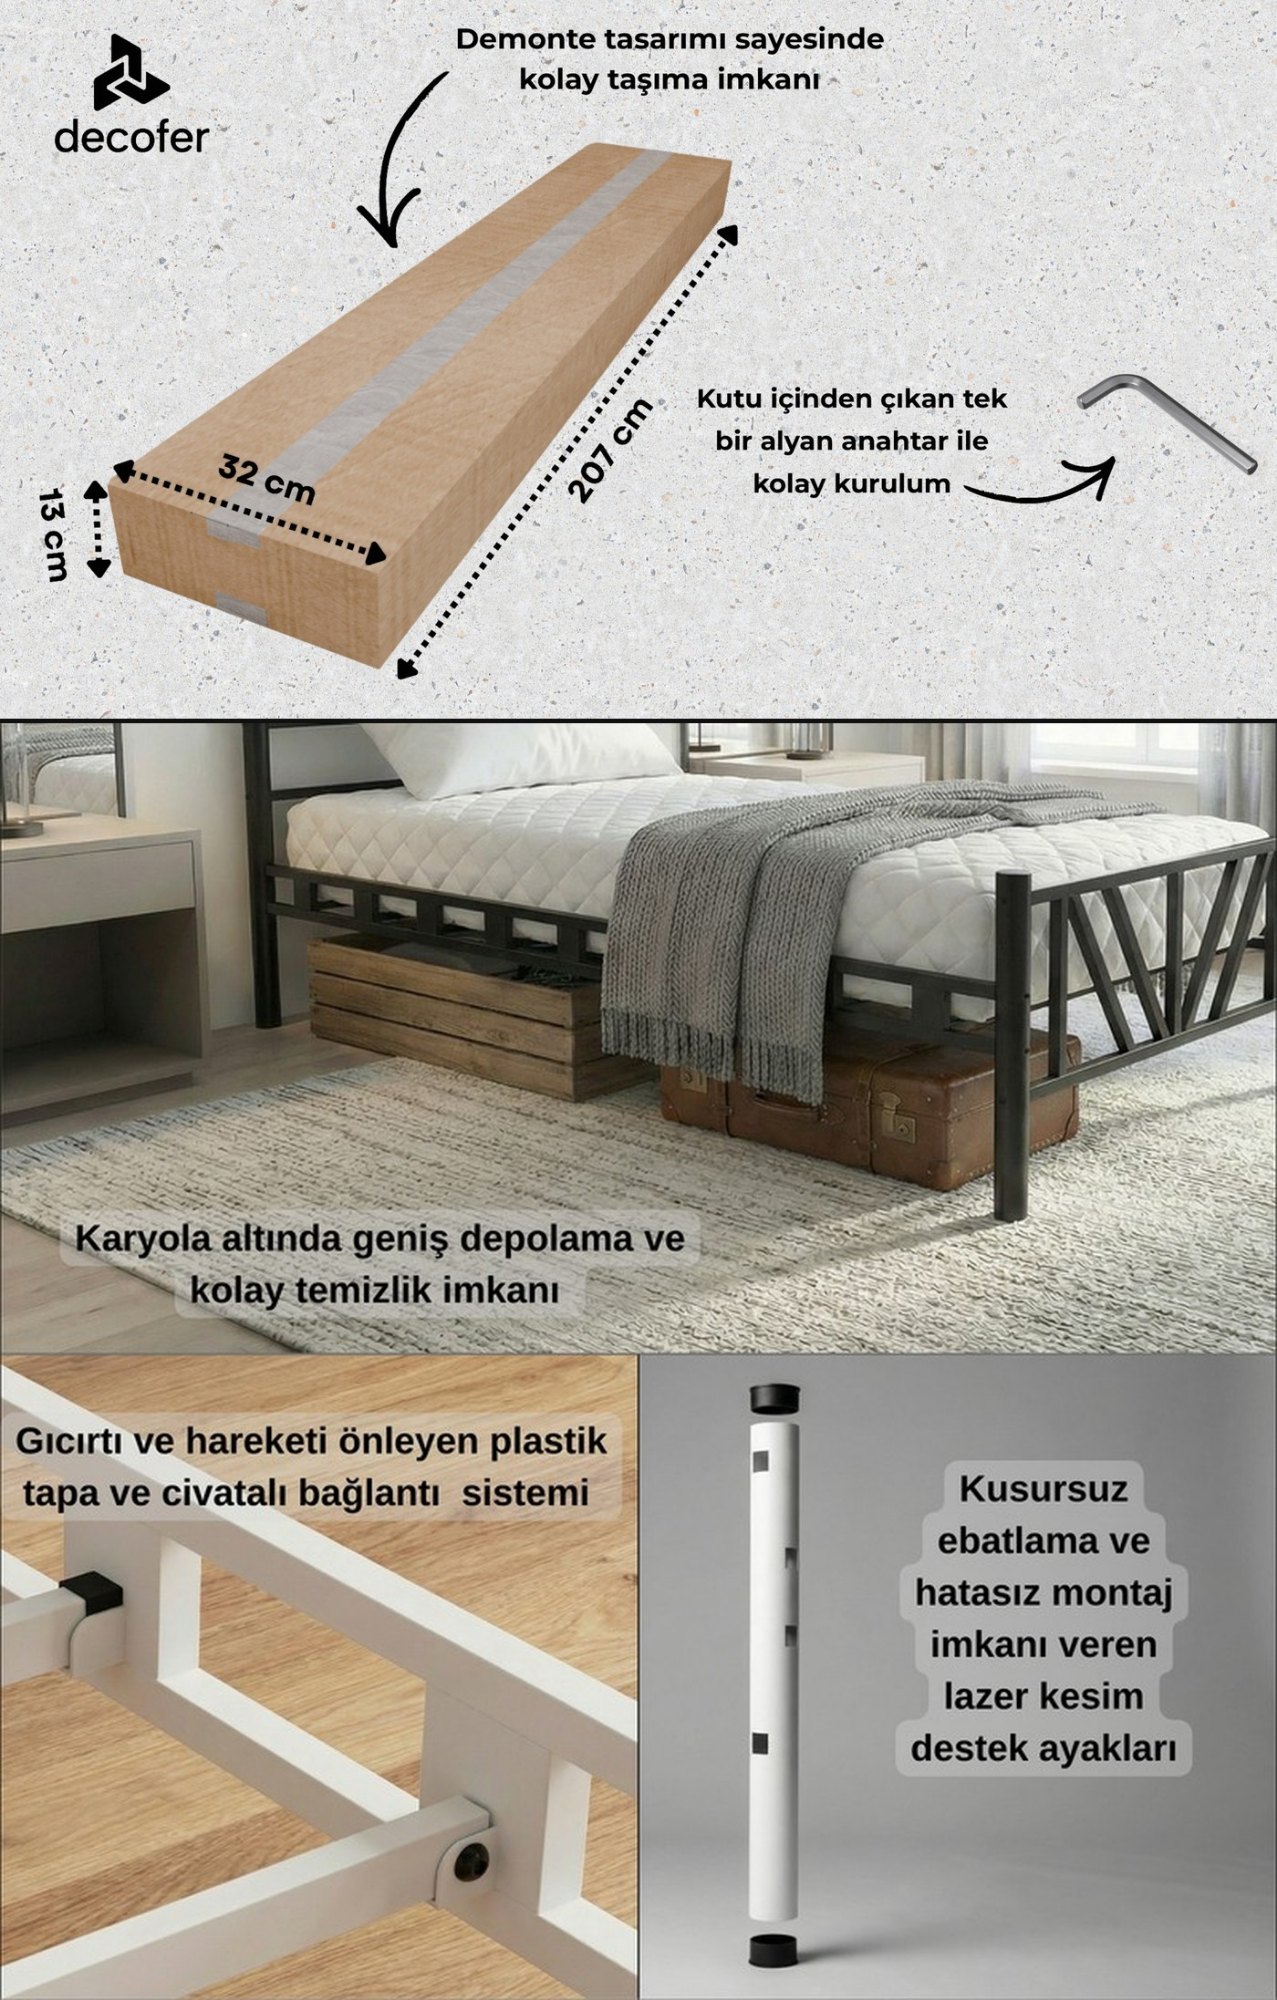 decofer
Demonte tasarımı sayesinde
kolay taşıma imkanı
32 cm
13 cm
207 cm
Kutu içinden çıkan tek
bir alyan anahtar ile
kolay kurulum
Karyola altında geniş depolama ve
kolay temizlik imkanı
Gıcırtı ve hareketi önleyen plastik
tapa ve civatalı bağlantı sistemi
Kusursuz
ebatlama ve
hatasız montaj
imkanı veren
lazer kesim
destek ayakları